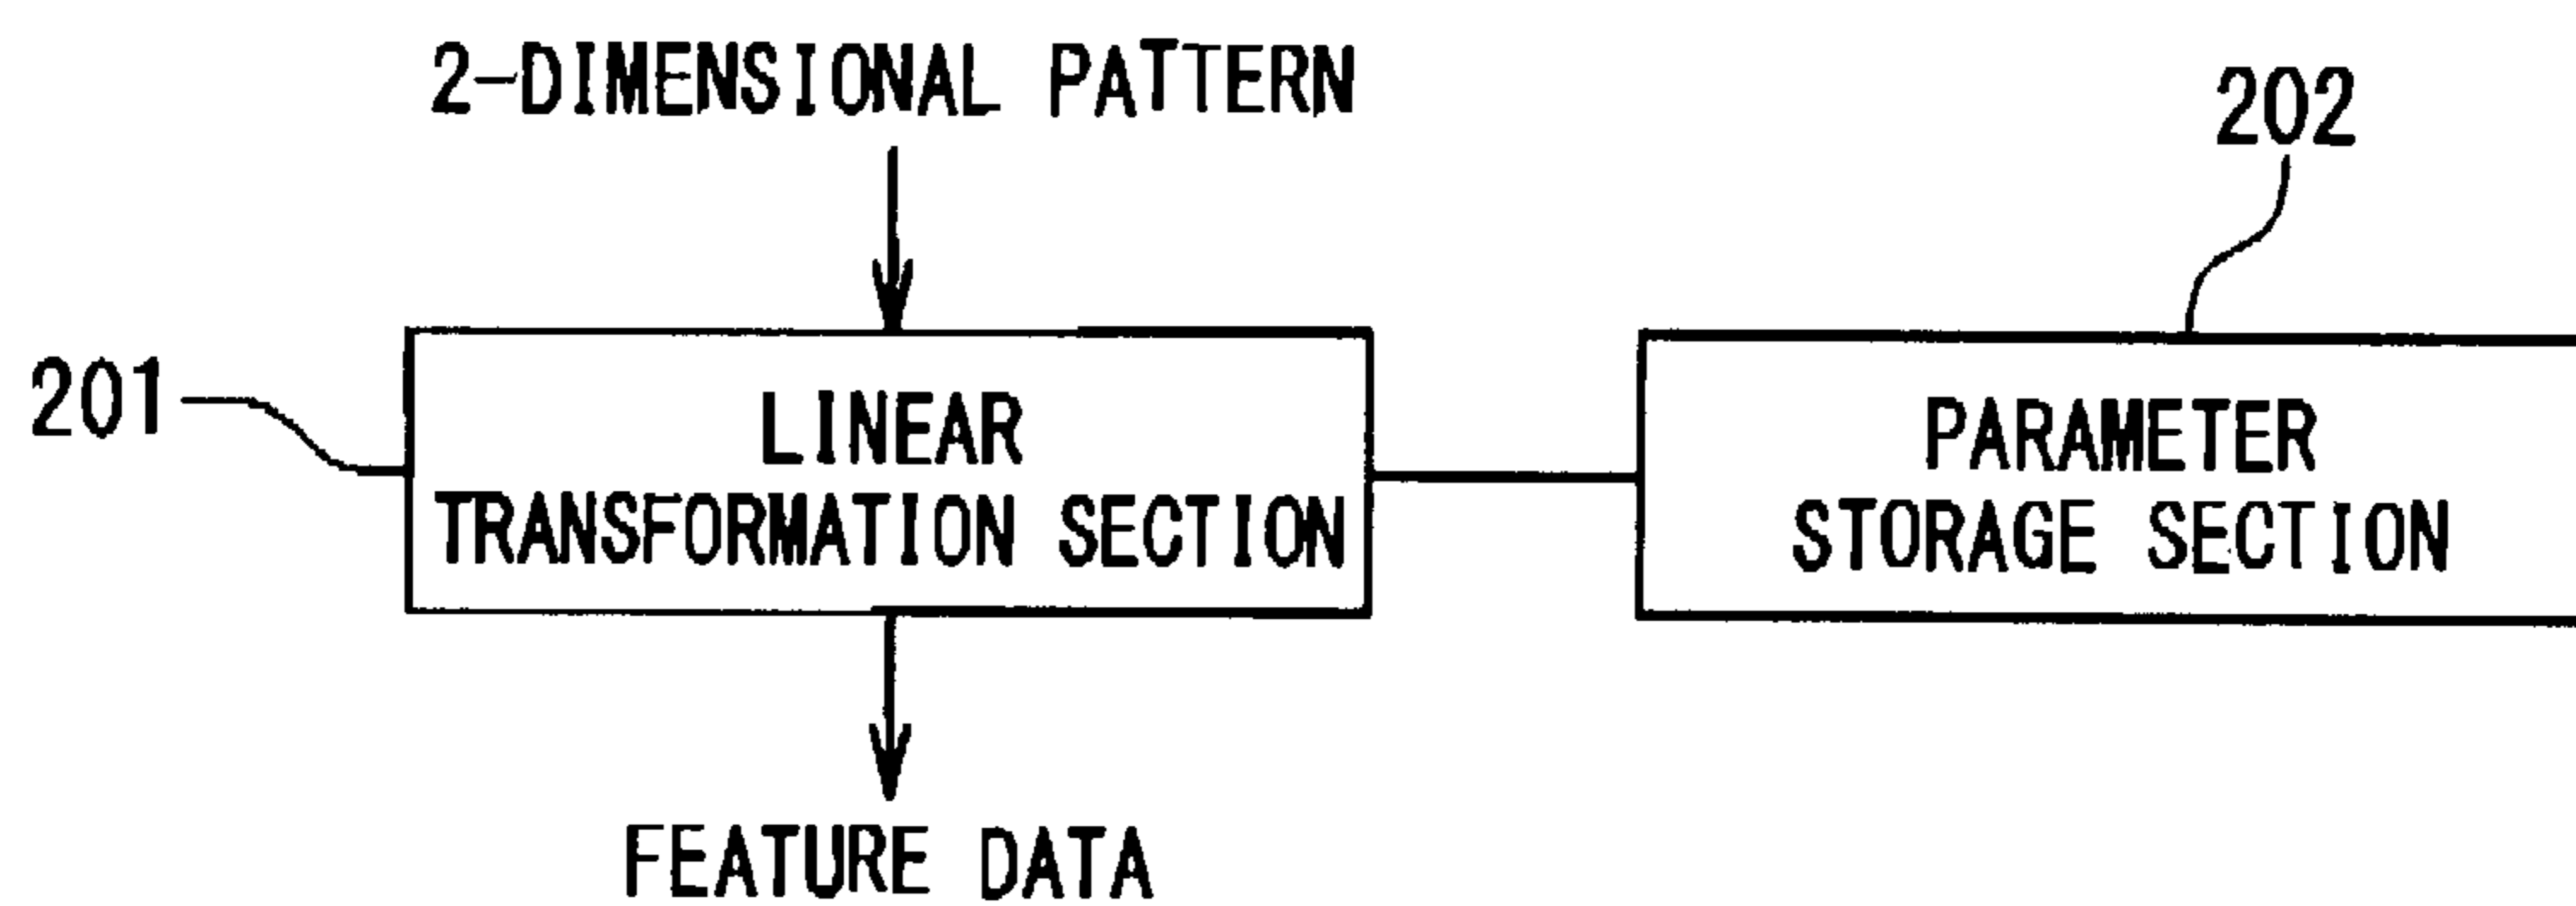 2-DIMENSIONAL PATTERN
202
201
LINEAR
TRANSFORMATION SECTION
PARAMETER
STORAGE SECTION
FEATURE DATA